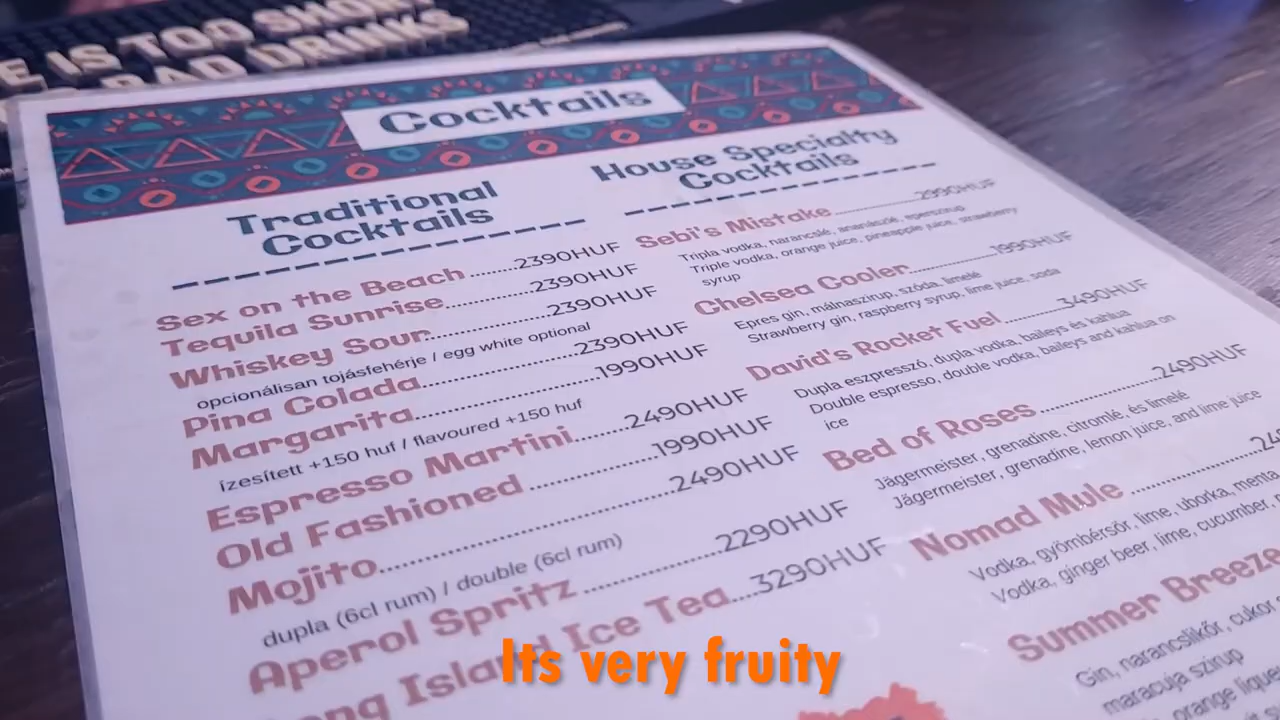 E IS TOO SHOR
BAD DRINKS
Cocktails
Traditional
Cocktails
Sex on the Beach........2390HUF
Tequila Sunrise..............2390HUF
Whiskey Sour...................2390HUF
opcionálisan tojásfehérje / egg white optional
Pina Colada.........................2390HUF
Margarita.............................1990HUF
ízesített +150 huf / flavoured +150 huf
Espresso Martini........2490HUF
Old Fashioned ..................1990HUF
Mojito............................................2490HUF
dupla (6cl rum) / double (6cl rum)
Aperol Spritz ....................2290HUF
ong Island Ice Tea....3290HUF
House Specialty
Cocktails
Sebi's Mistake...............2990HUF
Tripla vodka, narancslé, ananászlé, eperszirup
Triple vodka, orange juice, pineapple juice, strawberry
syrup
Chelsea Cooler...............1990HUF
Epres gin, málnaszirup, szóda, limelé
Strawberry gin, raspberry syrup, lime juice, soda
David's Rocket Fuel...........3490HUF
Dupla eszpresszó, dupla vodka, baileys és kahlua
Double espresso, double vodka, baileys and kahlua on
ice
Bed of Roses ....................2490HUF
Jägermeister, grenadine, citromlé, és limelé
Jägermeister, grenadine, lemon juice, and lime juice
Nomad Mule .....................24
Vodka, gyömbérsör, lime, uborka, menta
Vodka, ginger beer, lime, cucumber,
Summer Breeze
Gin, narancslikőr, cukor
maracuja szirup
orange lique
Its very fruity